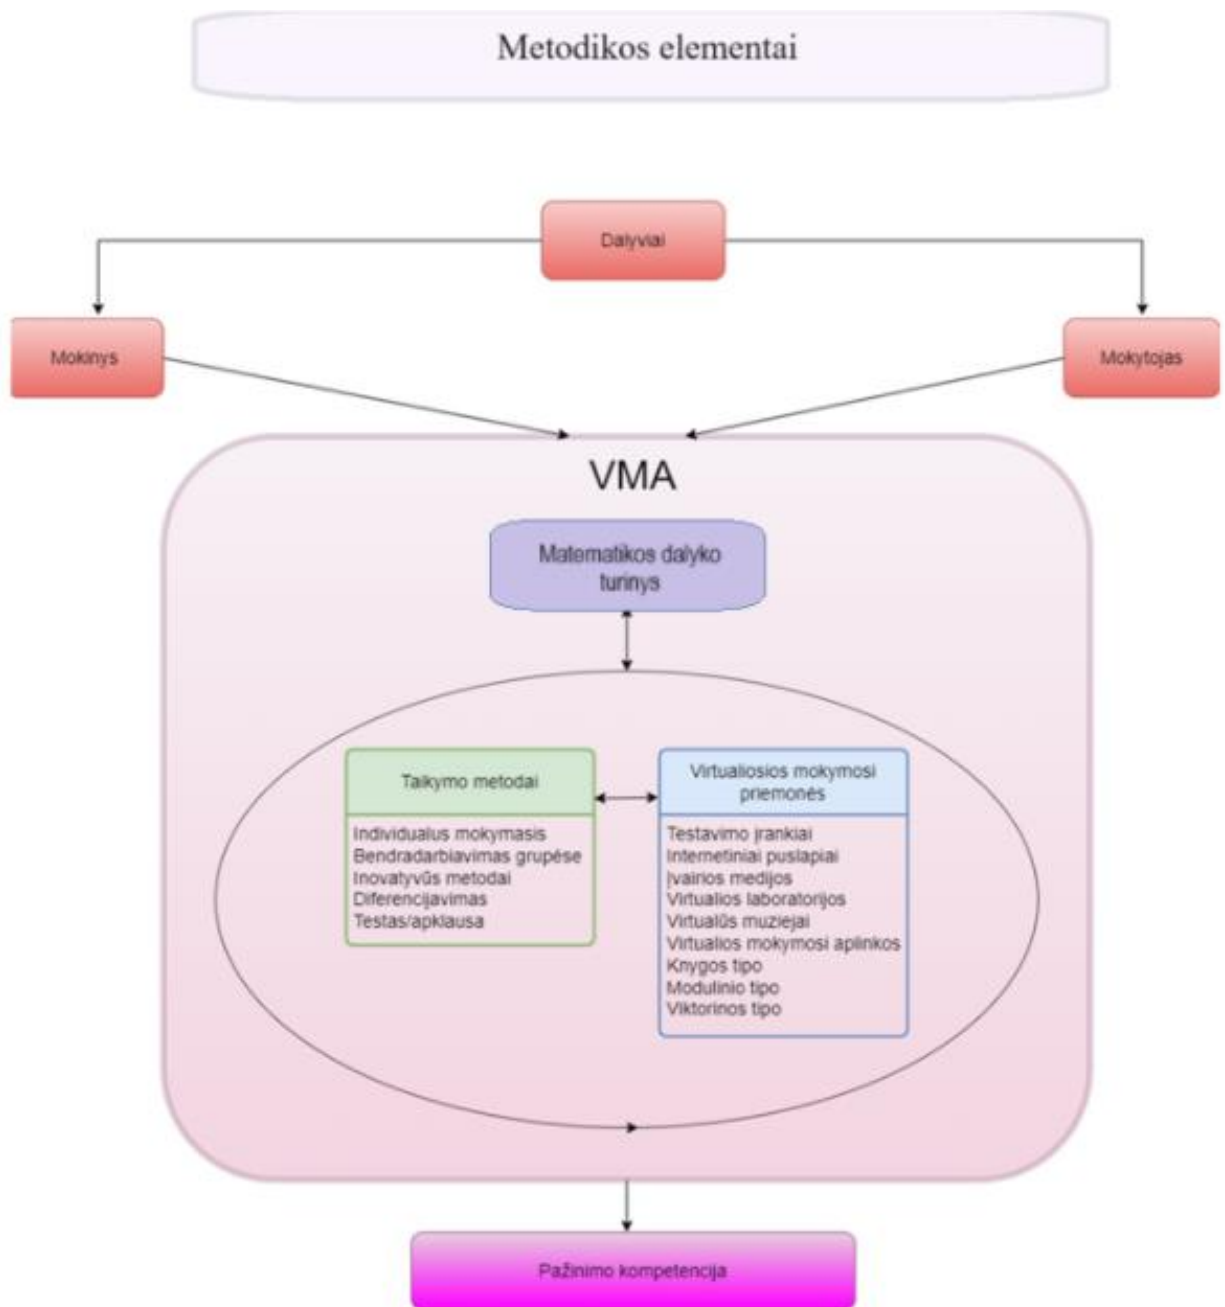 Metodikos elementai
Dalyviai
Mokinys
Mokytojas
VMA
Matematikos dalyko
turinys
Taikymo metodai
Individualus mokymasis
Bendradarbiavimas grupėse
Inovatyvūs metodai
Diferencijavimas
Testas/apklausa
Virtualiosios mokymosi
priemonės
Testavimo įrankiai
Internetiniai puslapiai
Įvairios medijos
Virtualios laboratorijos
Virtualūs muziejai
Virtualios mokymosi aplinkos
Knygos tipo
Modulinio tipo
Viktorinos tipo
Pažinimo kompetencija